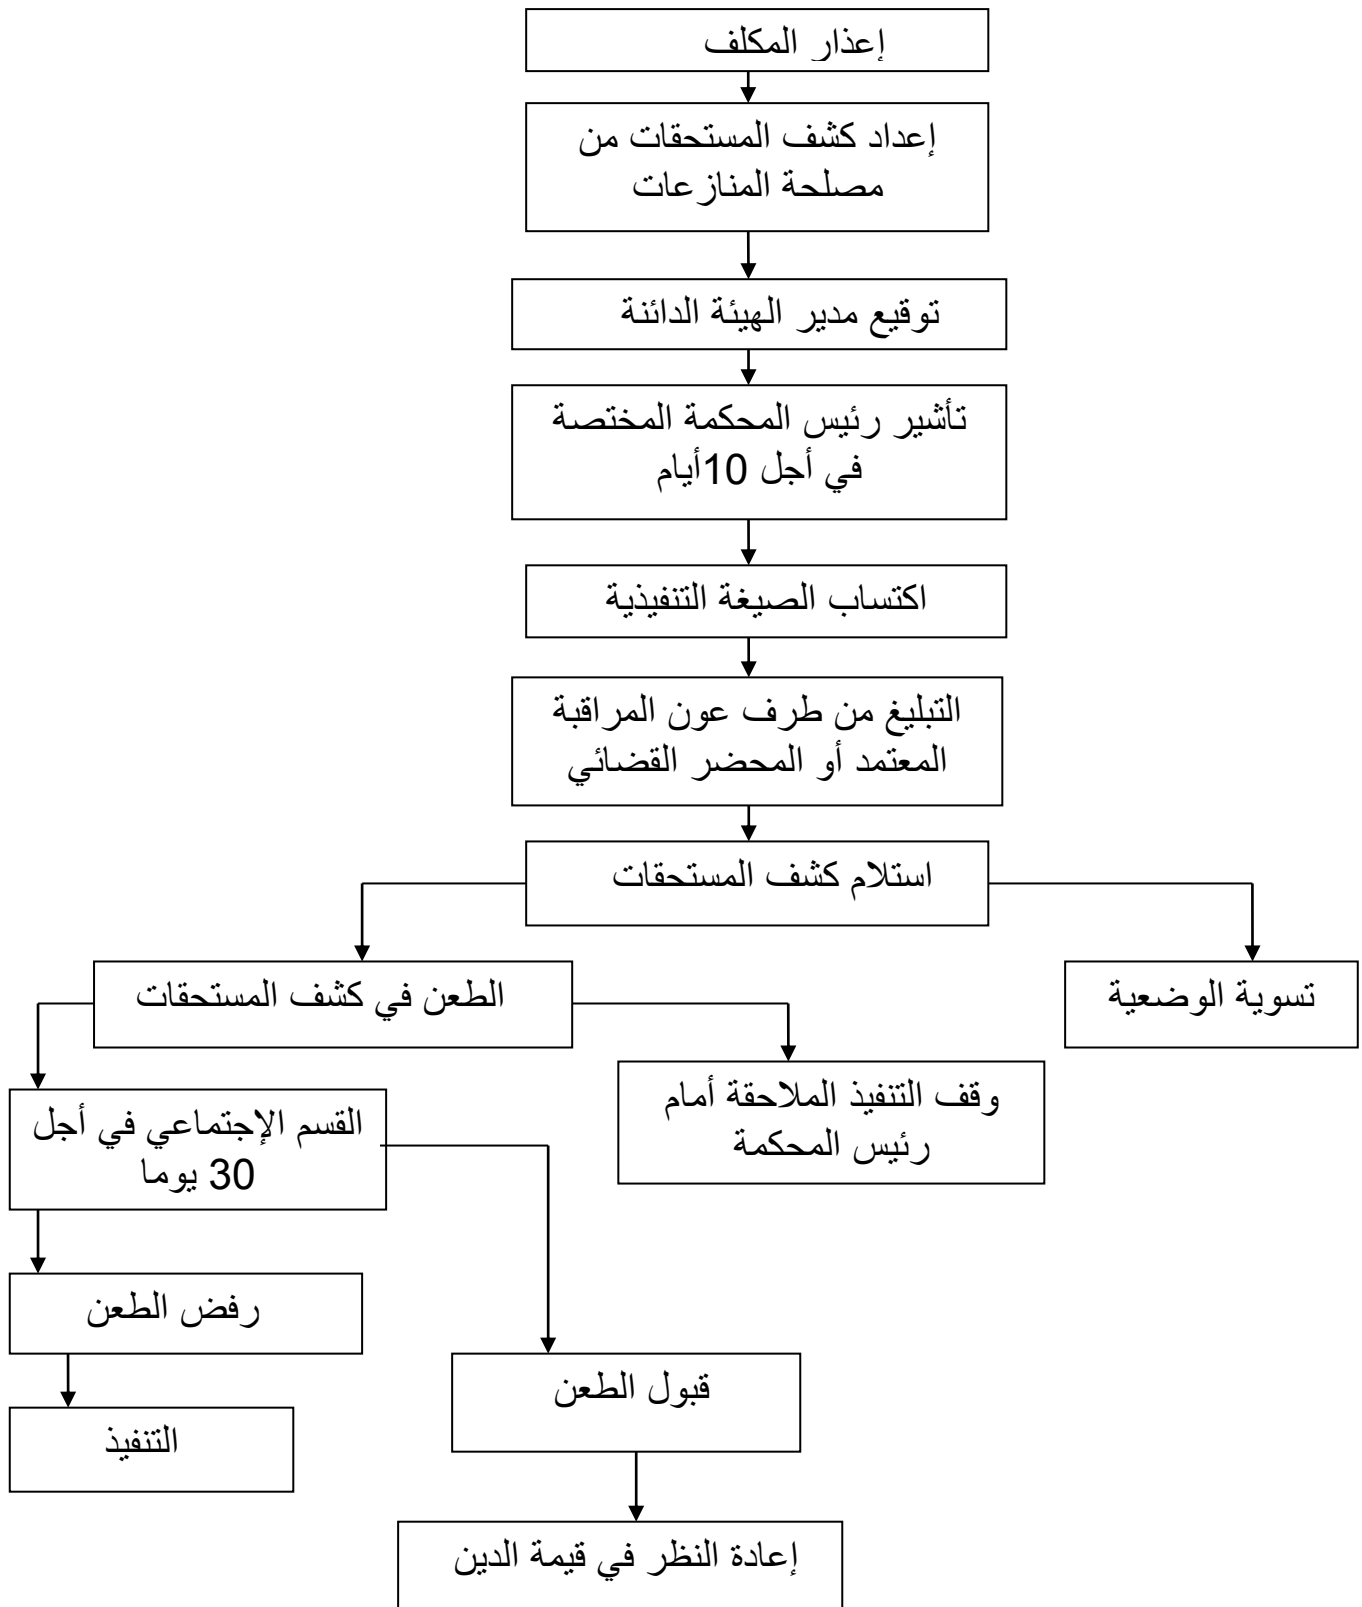 إعذار المكلف
إعداد كشف المستحقات من
مصلحة المنازعات
توقيع مدير الهيئة الدائنة
تأشير رئيس المحكمة المختصة
في أجل 10أيام
اكتساب الصيغة التنفيذية
التبليغ من طرف عون المراقبة
المعتمد أو المحضر القضائي
استلام كشف المستحقات
تسوية الوضعية
الطعن في كشف المستحقات
وقف التنفيذ الملاحقة أمام
رئيس المحكمة
القسم الإجتماعي في أجل
30 يوما
رفض الطعن
قبول الطعن
التنفيذ
إعادة النظر في قيمة الدين